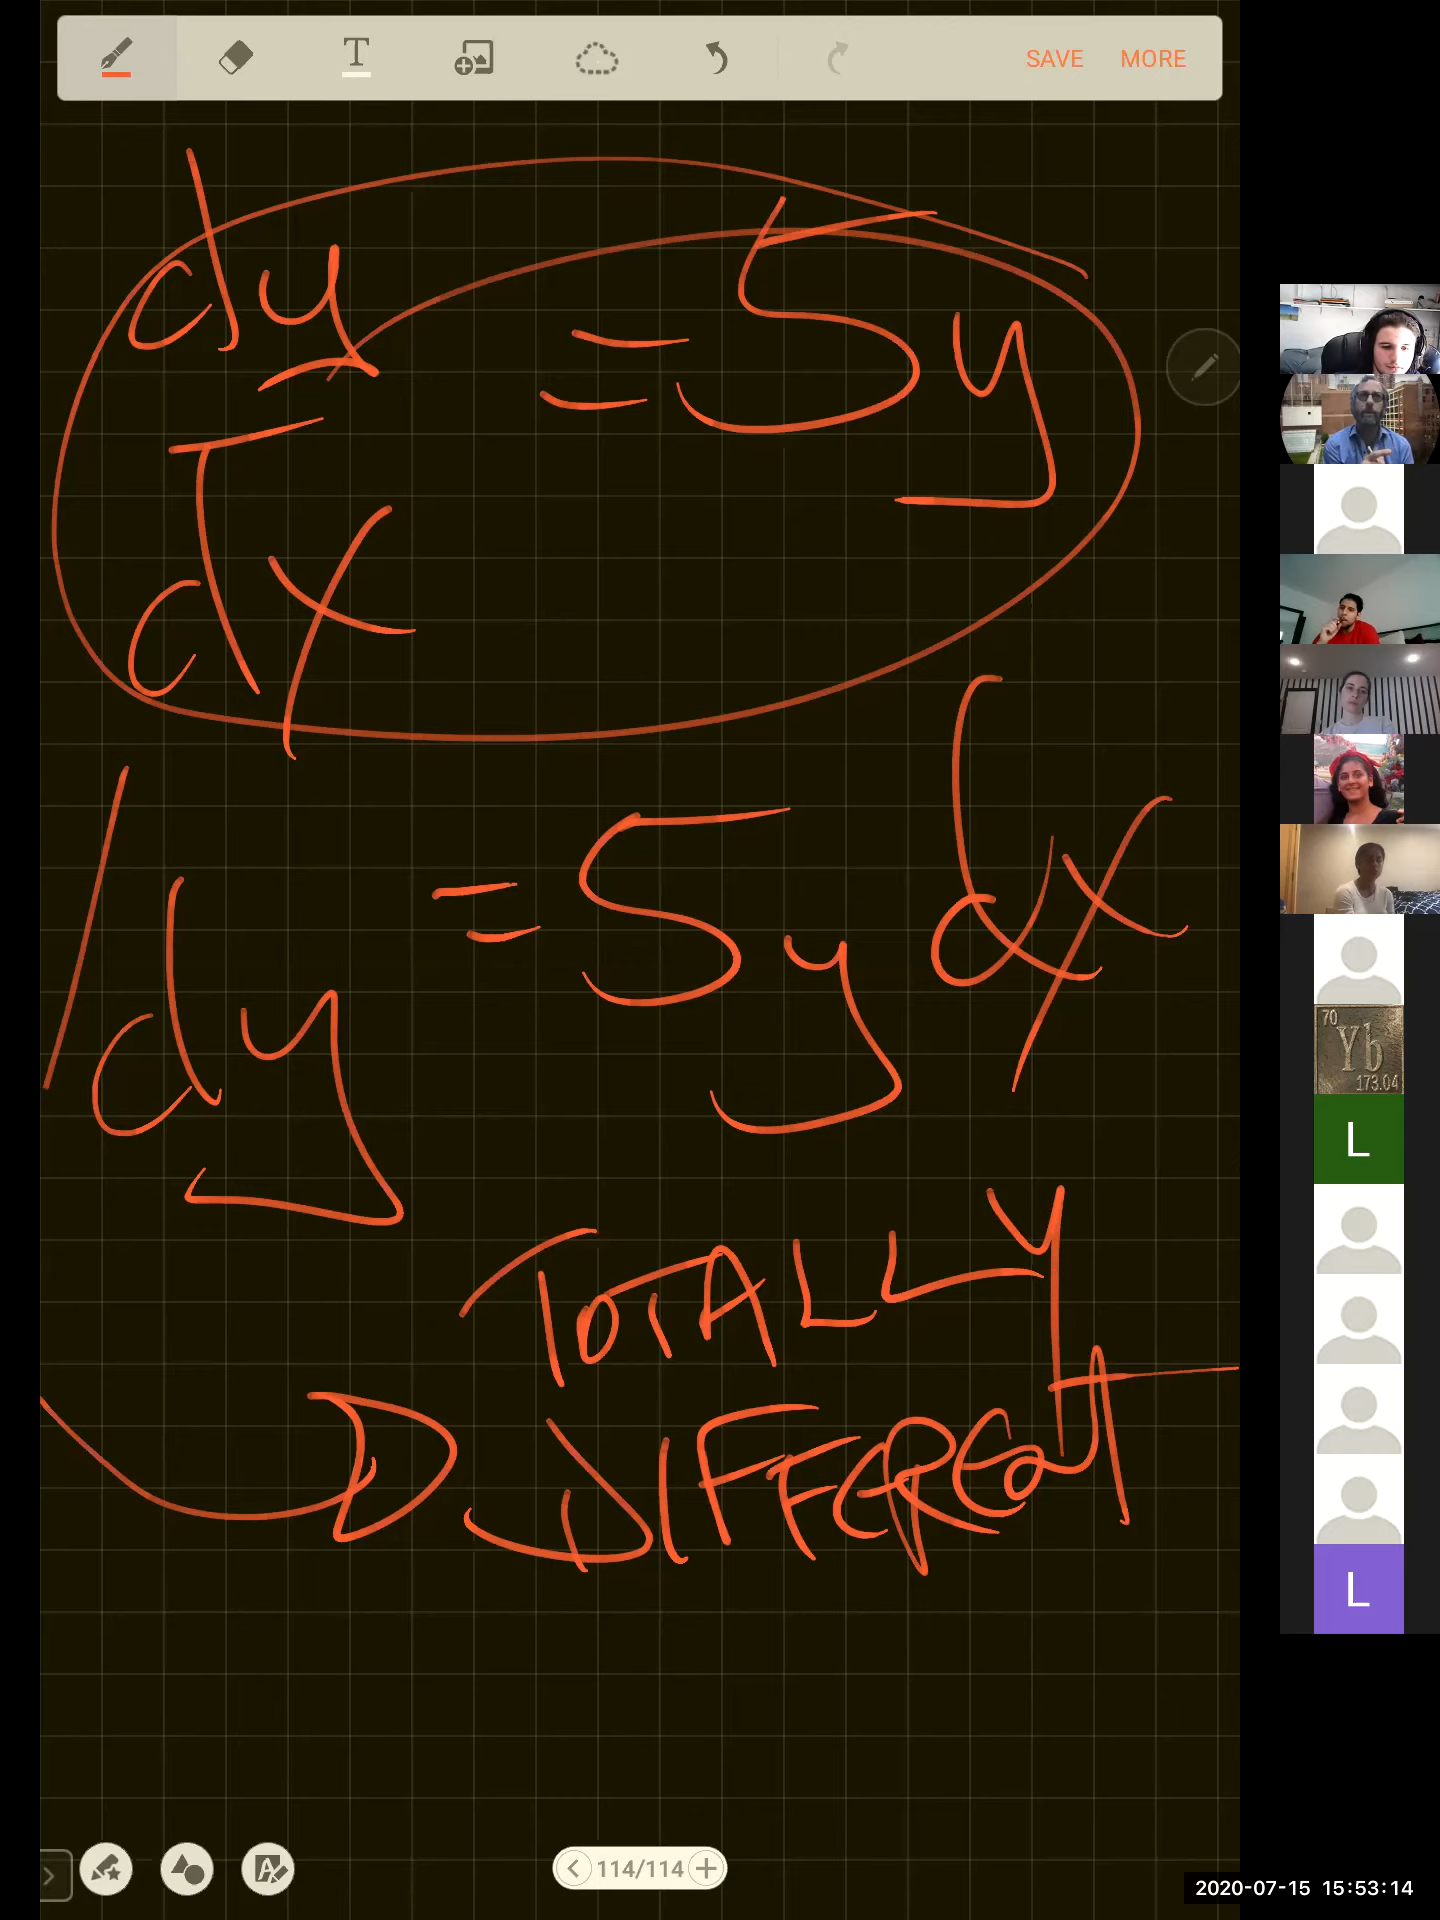 T SAVE MORE
dy/dx = 5y
dy = 5y dx
TOTALLY
DIFFERENT
70
Yb
173.04
L
L
A
114/114
2020-07-15 15:53:14